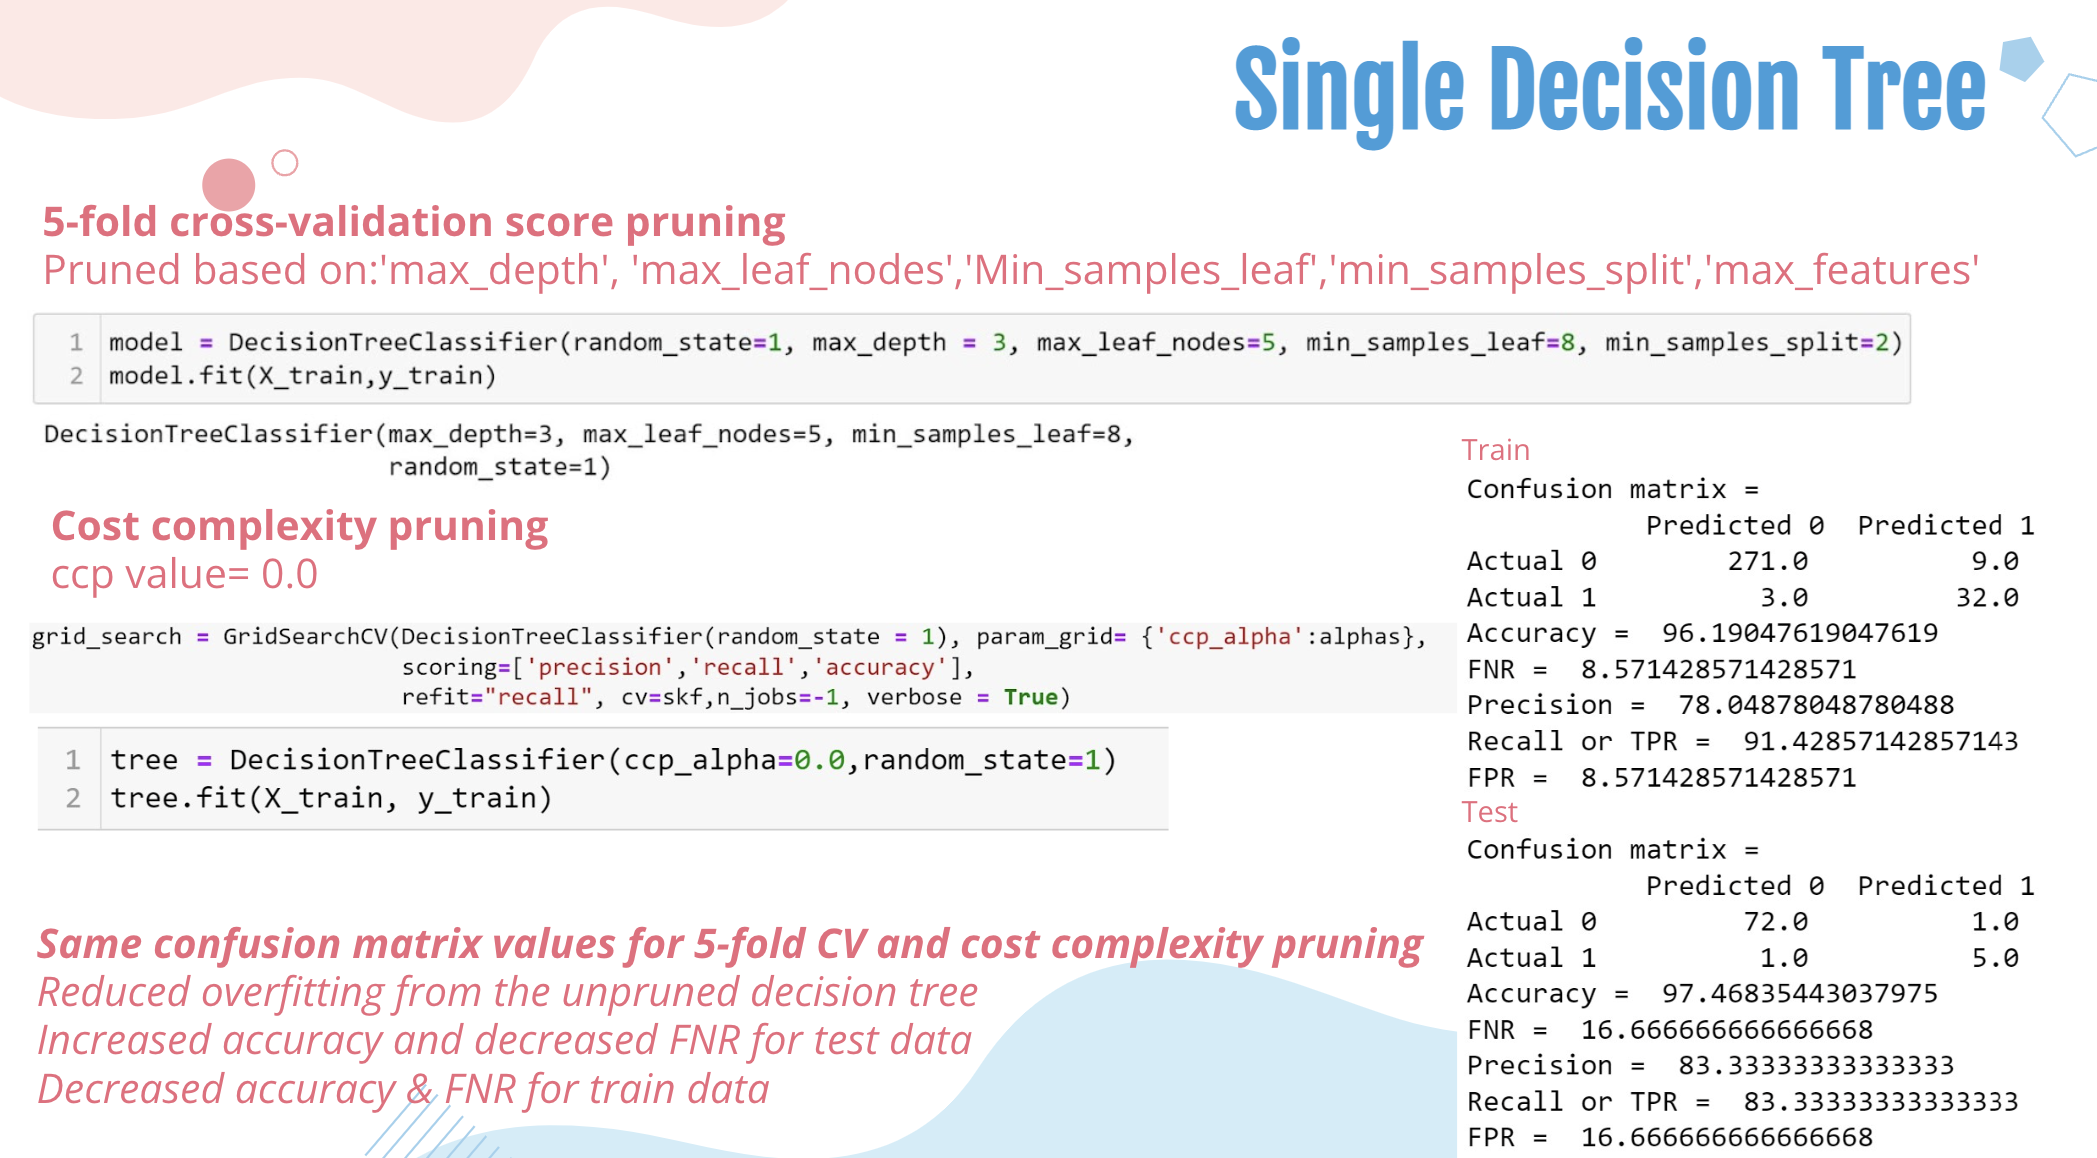 Single Decision Tree
5-fold cross-validation score pruning
Pruned based on:'max_depth', 'max_leaf_nodes','Min_samples_leaf','min_samples_split','max_features'
1 model = DecisionTreeClassifier(random_state=1, max_depth = 3, max_leaf_nodes=5, min_samples_leaf=8, min_samples_split=2)
2 model.fit(X_train,y_train)
DecisionTreeClassifier(max_depth=3, max_leaf_nodes=5, min_samples_leaf=8,
random_state=1)
Cost complexity pruning
ccp value= 0.0
grid_search = GridSearchCV(DecisionTreeClassifier(random_state = 1), param_grid= {'ccp_alpha':alphas},
scoring=['precision','recall','accuracy'],
refit="recall", cv=skf,n_jobs=-1, verbose = True)
1 tree = DecisionTreeClassifier(ccp_alpha=0.0,random_state=1)
2 tree.fit(X_train, y_train)
Same confusion matrix values for 5-fold CV and cost complexity pruning
Reduced overfitting from the unpruned decision tree
Increased accuracy and decreased FNR for test data
Decreased accuracy & FNR for train data
Train
Confusion matrix =
Predicted 0 Predicted 1
Actual 0 271.0 9.0
Actual 1 3.0 32.0
Accuracy = 96.19047619047619
FNR = 8.571428571428571
Precision = 78.04878048780488
Recall or TPR = 91.42857142857143
FPR = 8.571428571428571
Test
Confusion matrix =
Predicted 0 Predicted 1
Actual 0 72.0 1.0
Actual 1 1.0 5.0
Accuracy = 97.46835443037975
FNR = 16.666666666666668
Precision = 83.33333333333333
Recall or TPR = 83.33333333333333
FPR = 16.666666666666668